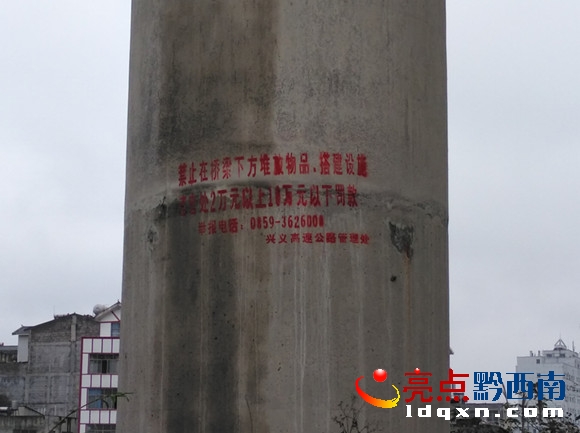 禁止在桥梁下方堆放物品、搭建设施
处2万元以上10万元以下罚款
举报电话：0859-3626000
兴义高速公路管理处
亮点黔西南
ldqxn.com